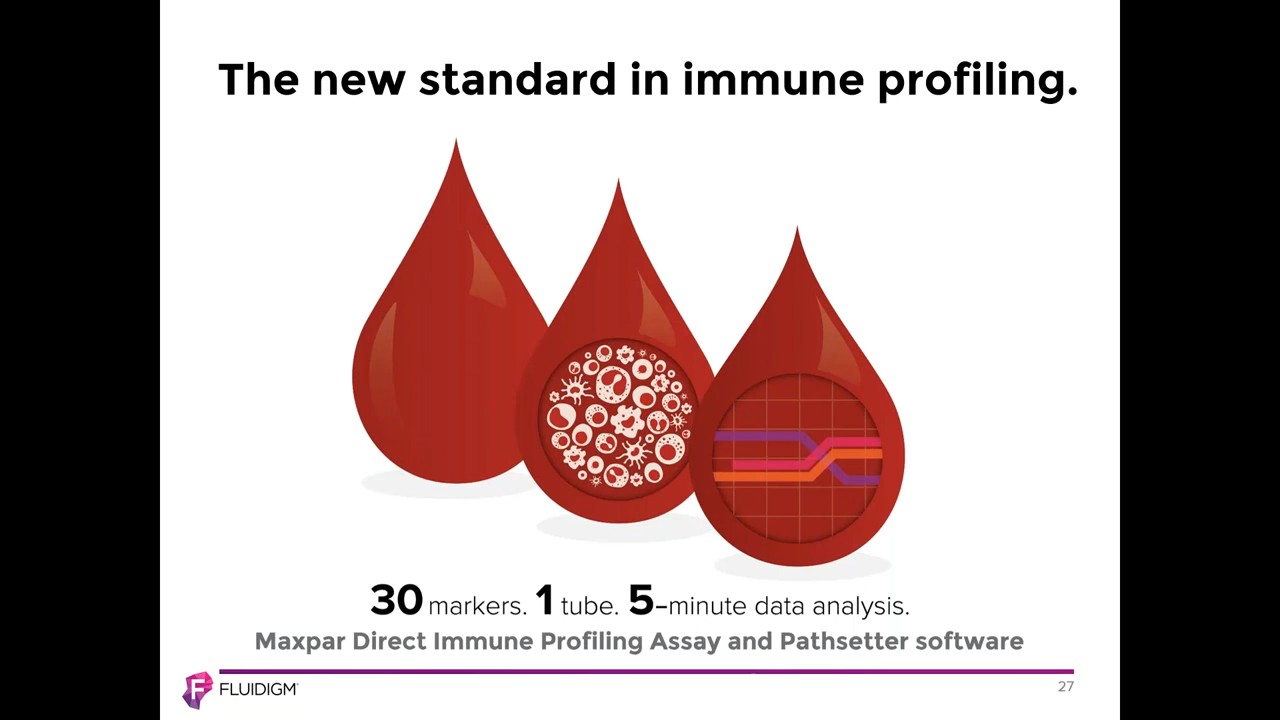 The new standard in immune profiling.
30 markers. 1 tube. 5-minute data analysis.
Maxpar Direct Immune Profiling Assay and Pathsetter software
F FLUIDIGM®
27